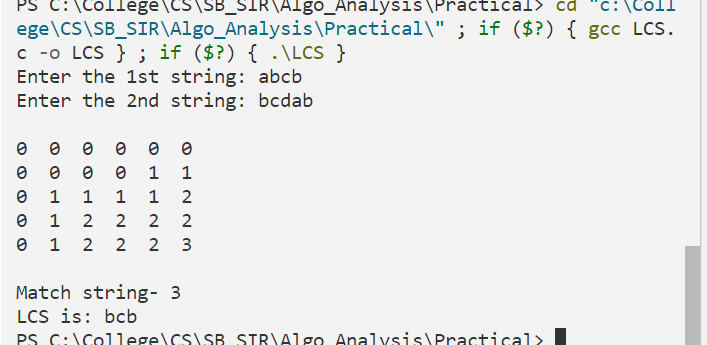 PS C:\College\CS\SB_SIR\Algo_Analysis\Practical> cd "c:\Coll
ege\CS\SB_SIR\Algo_Analysis\Practical\" ; if ($?) { gcc LCS.
c -o LCS } ; if ($?) { .\LCS }
Enter the 1st string: abcb
Enter the 2nd string: bcdab
0 0 0 0 0 0
0 0 0 0 1 1
0 1 1 1 1 2
0 1 2 2 2 2
0 1 2 2 2 3
Match string- 3
LCS is: bcb
PS C:\College\CS\SB_SIR\Algo_Analysis\Practical>